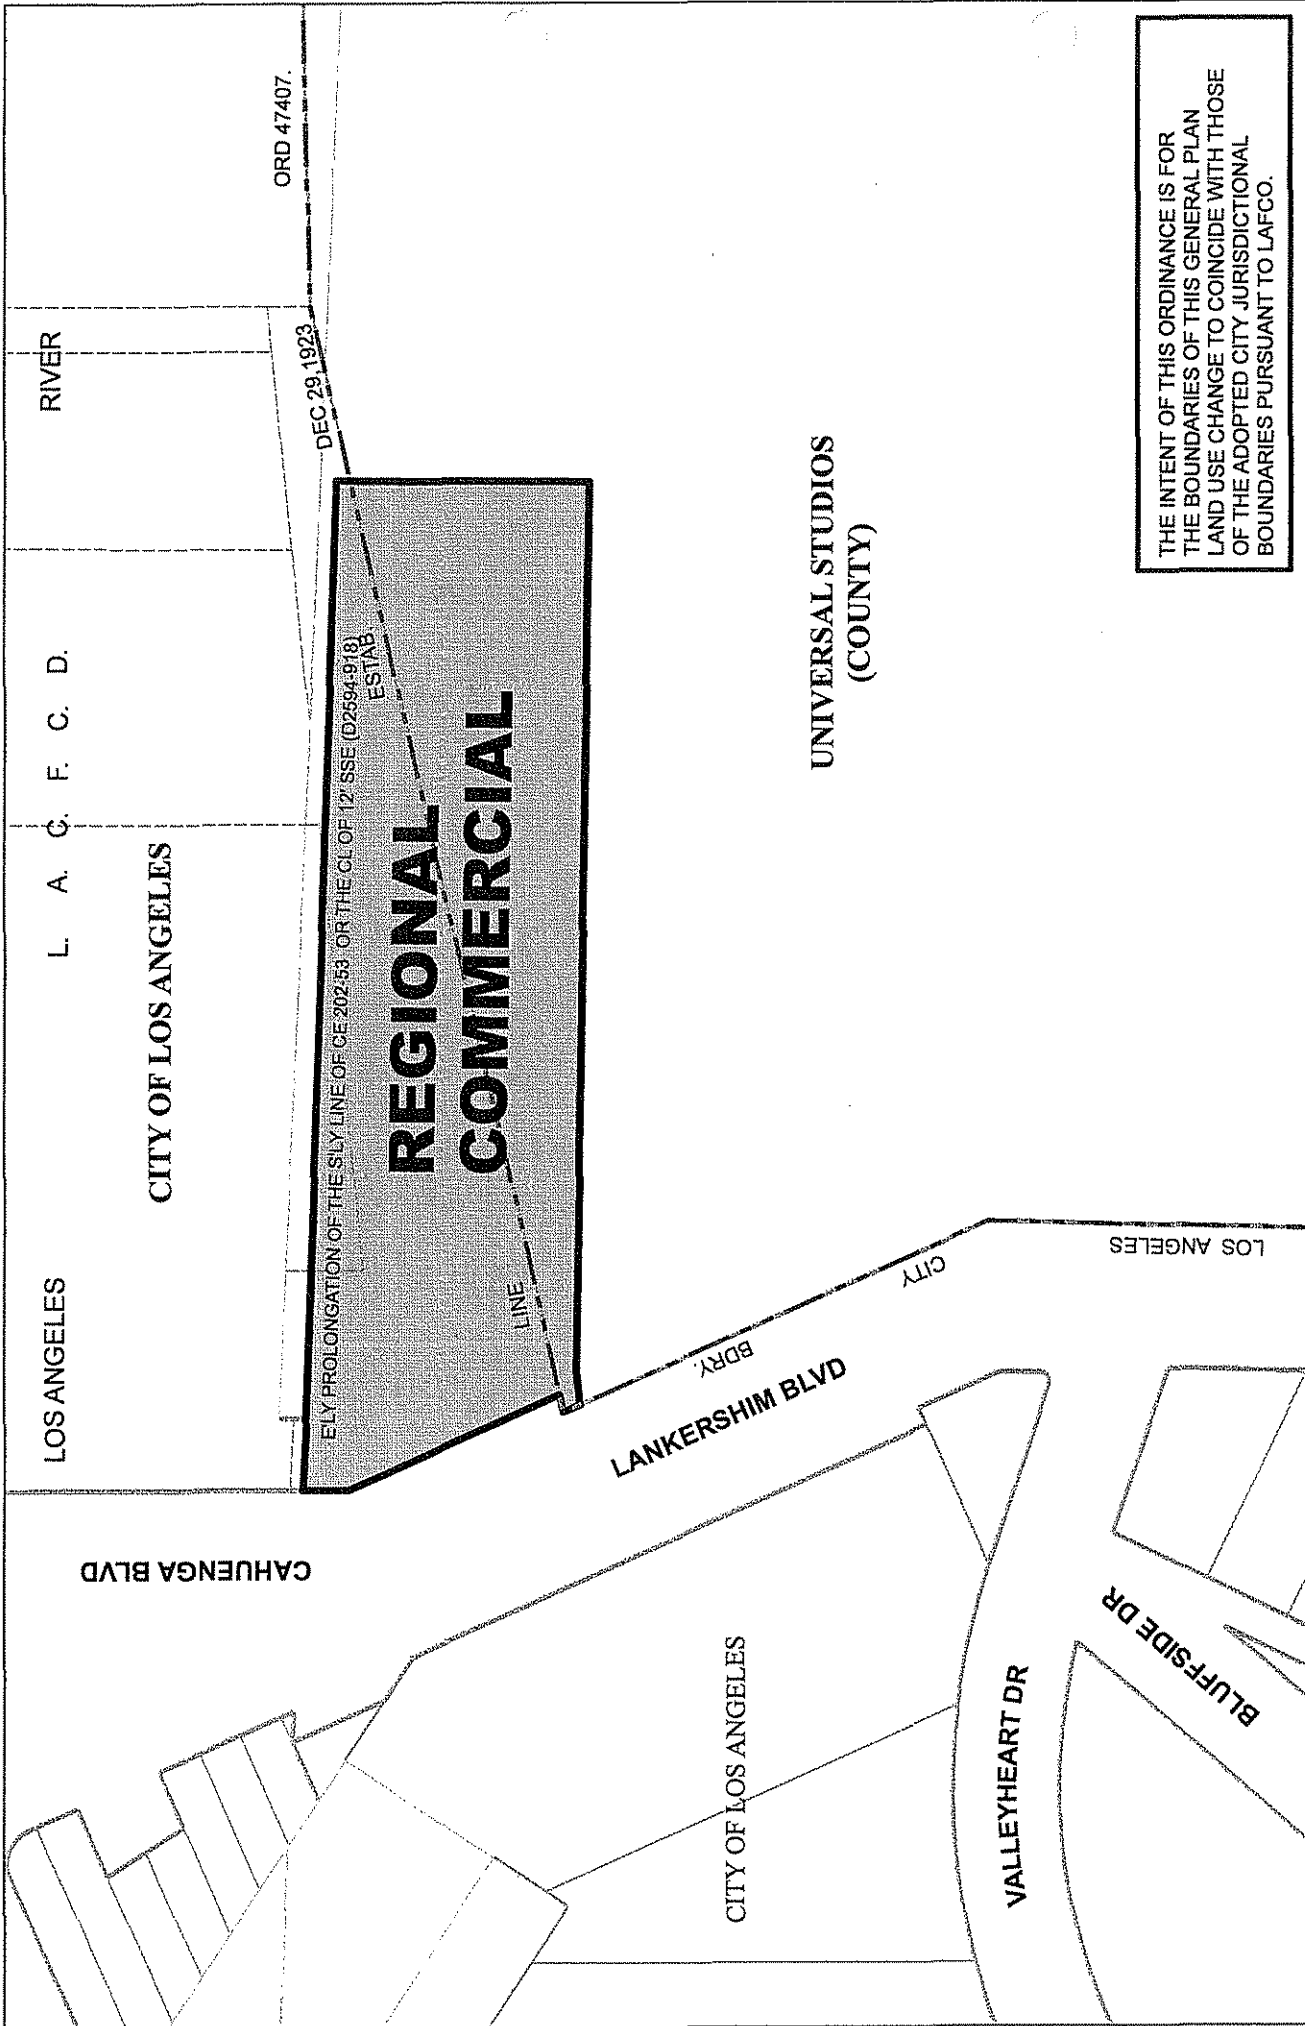 LOS ANGELES
L. A. C. F. C. D.
RIVER
CITY OF LOS ANGELES
ORD 47407.
DEC 29, 1923
CAHUENGA BLVD
E'LY PROLONGATION OF THE S'LY LINE OF CE 202-53 OR THE CL OF 12' SSE (D2594-918)
ESTAB.
REGIONAL
COMMERCIAL
LINE
LANKERSHIM BLVD
BDRY.
CITY
LOS ANGELES
CITY OF LOS ANGELES
UNIVERSAL STUDIOS
(COUNTY)
VALLEYHEART DR
BLUFFSIDE DR
THE INTENT OF THIS ORDINANCE IS FOR
THE BOUNDARIES OF THIS GENERAL PLAN
LAND USE CHANGE TO COINCIDE WITH THOSE
OF THE ADOPTED CITY JURISDICTIONAL
BOUNDARIES PURSUANT TO LAFCO.